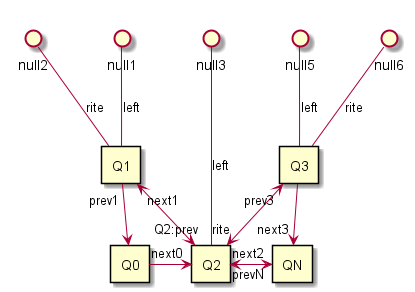 null2
null1
null3
null5
null6
rite
left
left
rite
left
Q1
Q3
prev1
next1
prev3
Q2:prev
rite
next3
next0
next2
Q0
Q2
QN
prevN